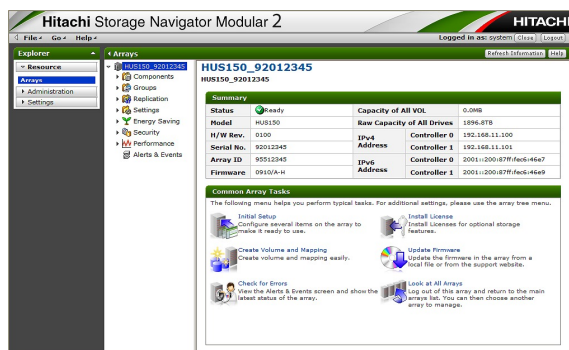 Hitachi Storage Navigator Modular 2
HITACHI
File Go Help
Logged in as: system Close Logout
Explorer
Arrays
Refresh Information Help
Resource
Arrays
Administration
Settings
HUS150_92012345
Components
Groups
Replication
Settings
Energy Saving
Security
Performance
Alerts & Events
HUS150_92012345
HUS150_92012345
Summary
Status Ready Capacity of All VOL 0.0MB
Model HUS150 Raw Capacity of All Drives 1896.8TB
H/W Rev. 0100 IPv4 Address Controller 0 192.168.11.100
Serial No. 92012345 Controller 1 192.168.11.101
Array ID 95512345 IPv6 Address Controller 0 2001::200:87ff:fec6:46e7
Firmware 0910/A-H Controller 1 2001::200:87ff:fec6:46e9
Common Array Tasks
The following menu helps you perform typical tasks. For additional settings, please use the array tree menu.
Initial Setup
Configure several items on the array to
make it ready to use.
Install License
Install Licenses for optional storage
features.
Create Volume and Mapping
Create volume and mapping easily.
Update Firmware
Update the firmware in the array from a
local file or from the support website.
Check for Errors
View the Alerts & Events screen and show the
latest status of the array.
Look at All Arrays
Log out of this array and return to the main
arrays list. You can then choose another
array to manage.